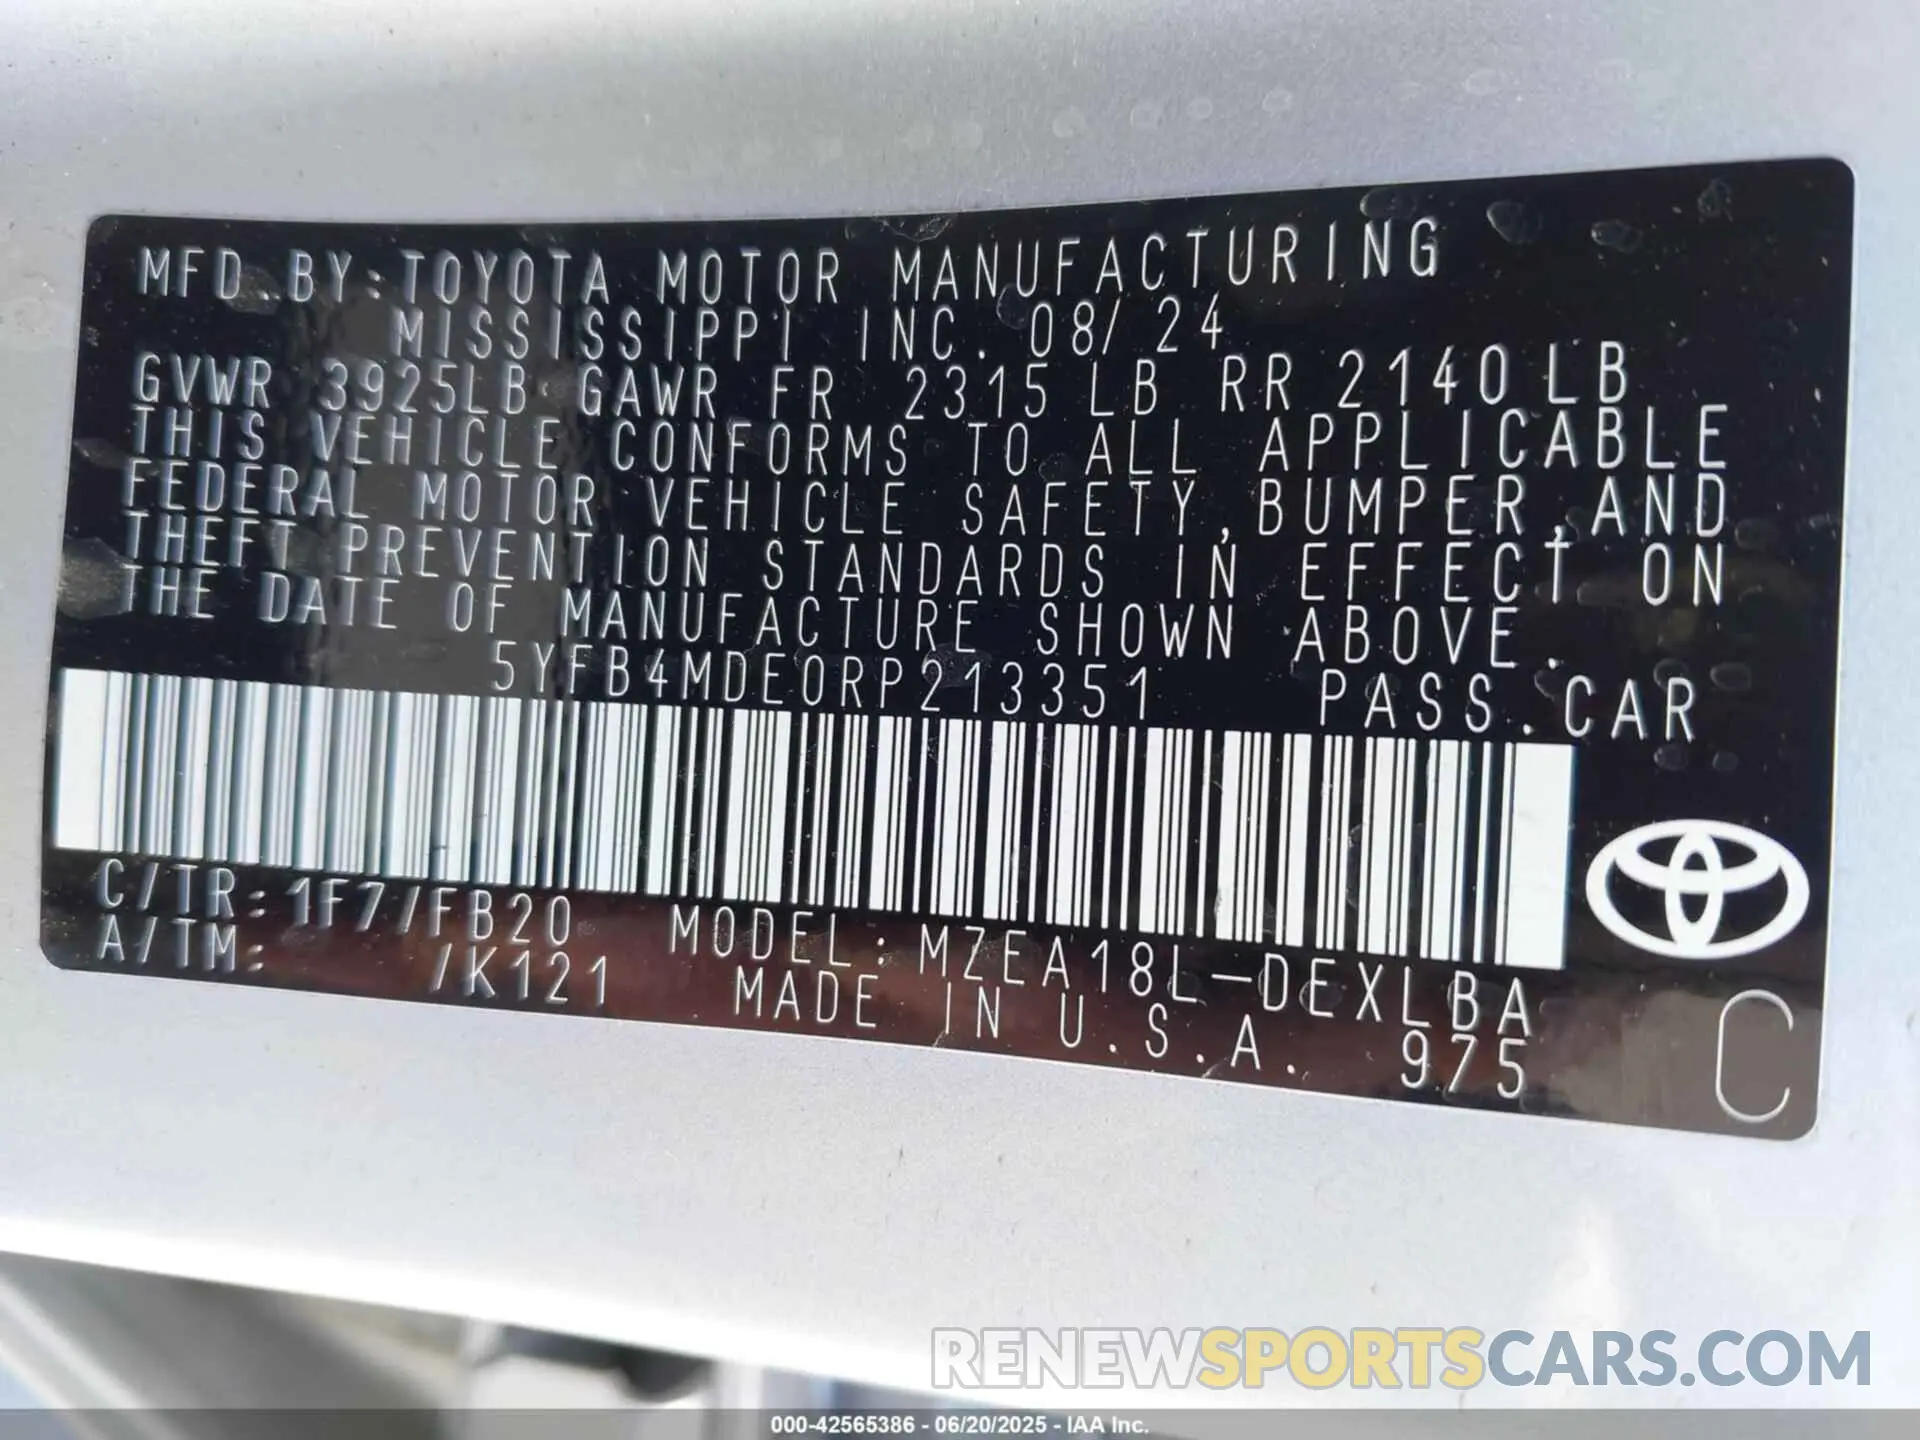 MFD. BY: TOYOTA MOTOR MANUFACTURING
MISSISSIPPI INC. 08/24
GVWR 3925LB GAWR FR 2315 LB RR 2140 LB
THIS VEHICLE CONFORMS TO ALL APPLICABLE
FEDERAL MOTOR VEHICLE SAFETY, BUMPER, AND
THEFT PREVENTION STANDARDS IN EFFECT ON
THE DATE OF MANUFACTURE SHOWN ABOVE.
5YFB4MDE0RP213351 PASS. CAR
C/TR: 1F7/FB20 MODEL: MZEA18L-DEXLBA
A/TM: /K121 MADE IN U.S.A. 975
C
RENEWSPORTSCARS.COM
000-42565386 - 06/20/2025 - IAA Inc.